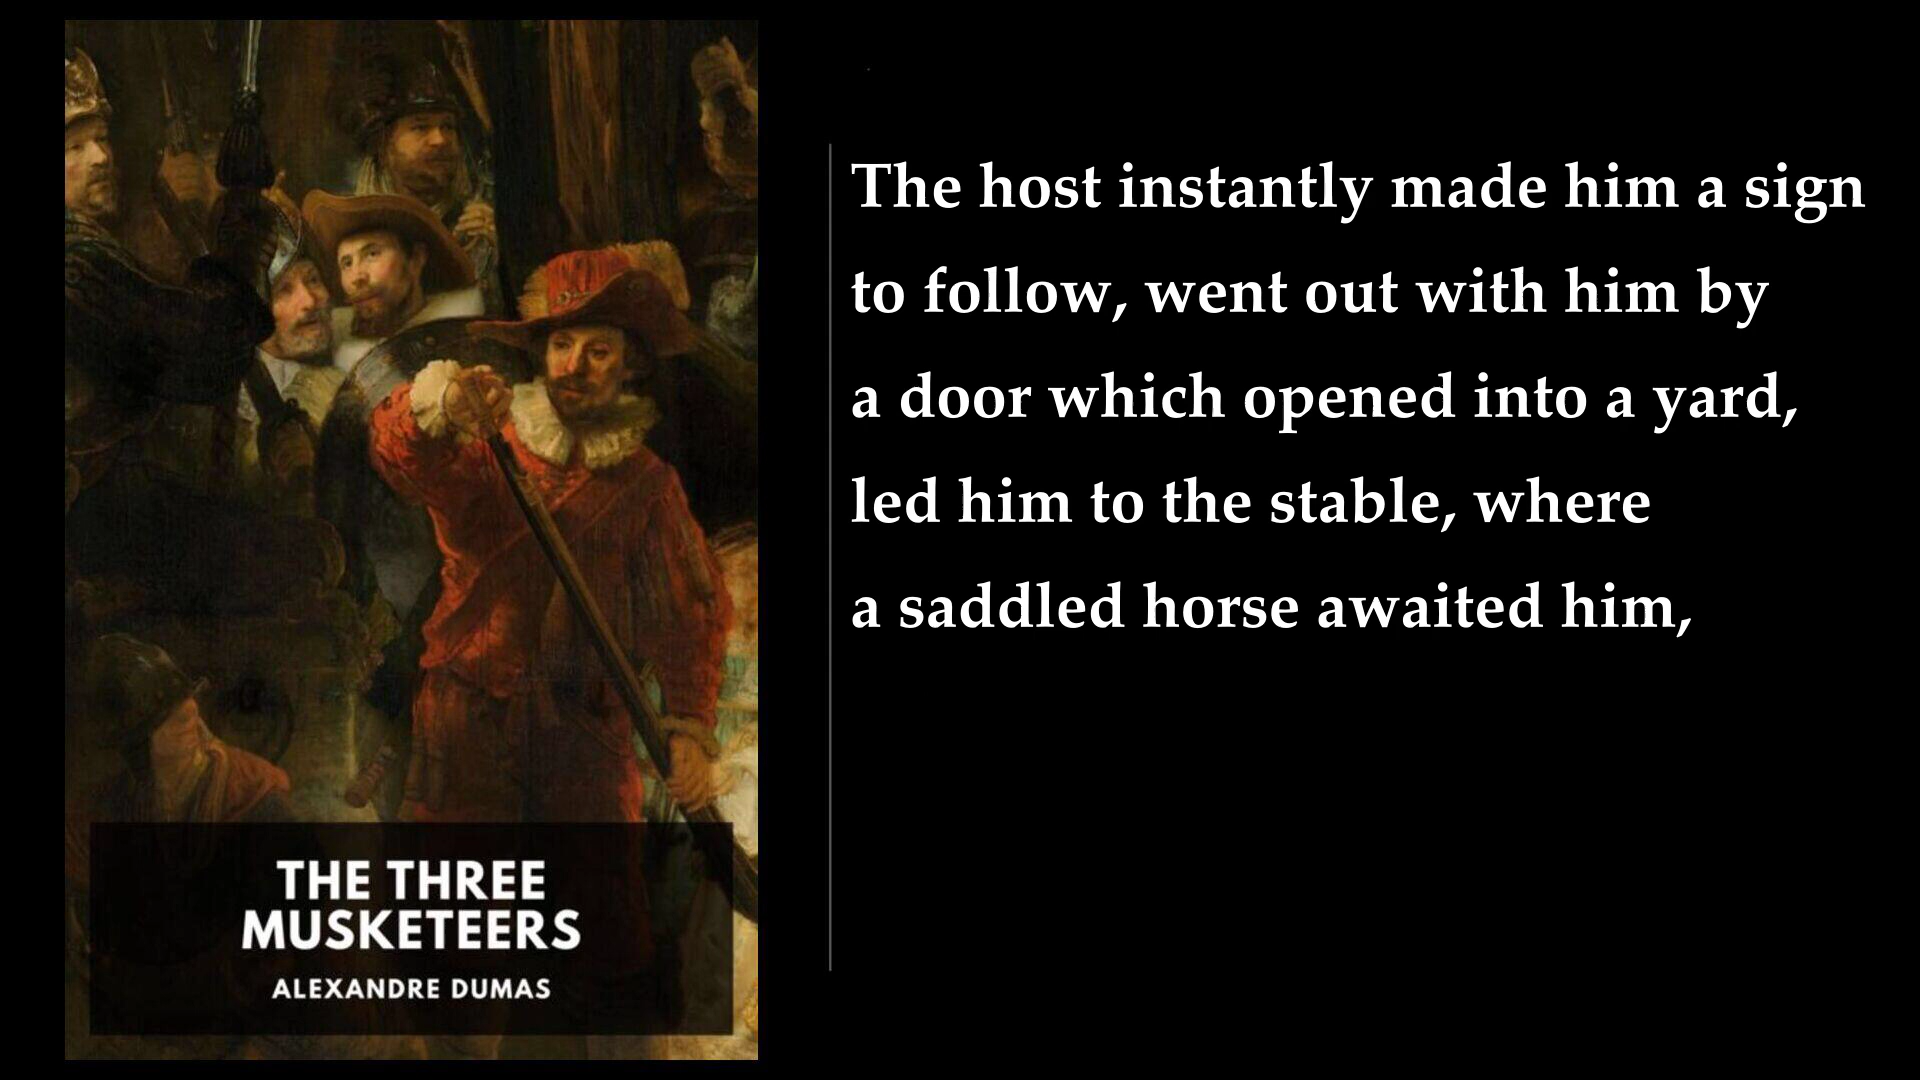 The host instantly made him a sign
to follow, went out with him by
a door which opened into a yard,
led him to the stable, where
a saddled horse awaited him,
THE THREE
MUSKETEERS
ALEXANDRE DUMAS